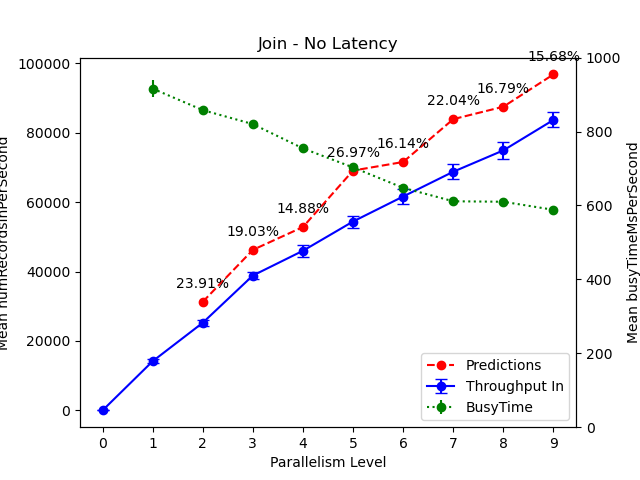 Join - No Latency
100000
80000
60000
40000
20000
0
Mean numRecordsInPerSecond
1000
800
600
400
200
0
Mean busyTimeMsPerSecond
23.91%
19.03%
14.88%
26.97%
16.14%
22.04%
16.79%
15.68%
Predictions
Throughput In
BusyTime
0 1 2 3 4 5 6 7 8 9
Parallelism Level